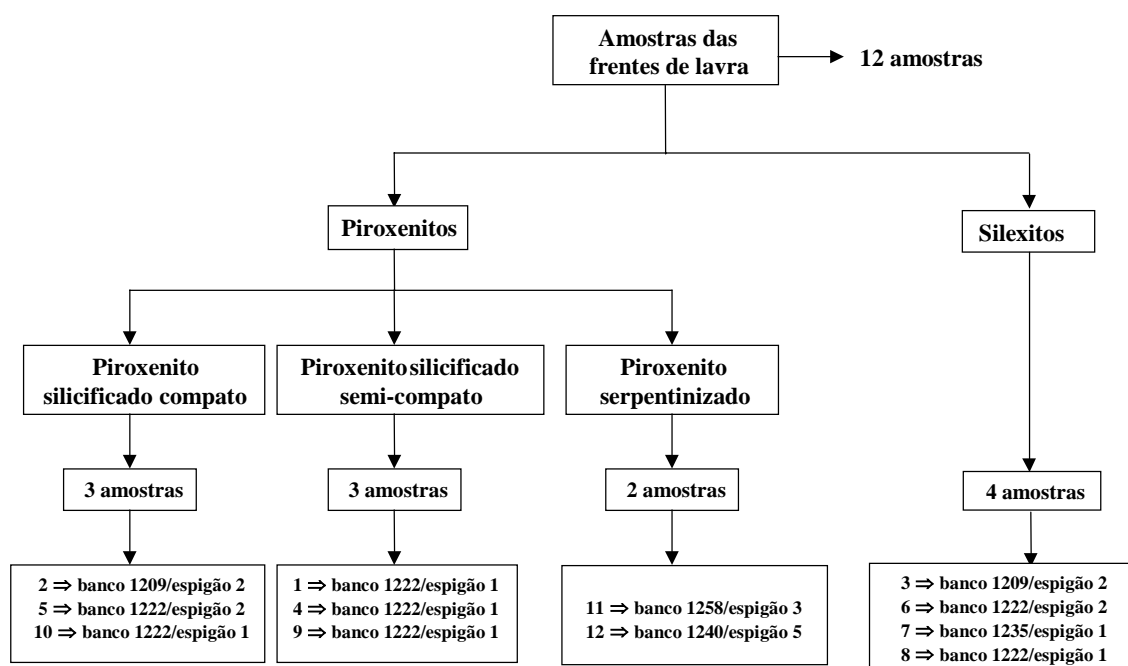 Amostras das
frentes de lavra
12 amostras
Piroxenitos
Silexitos
Piroxenito
silicificado compato
Piroxenito silicificado
semi-compato
Piroxenito
serpentinizado
3 amostras
3 amostras
2 amostras
4 amostras
2 ⇒ banco 1209/espigão 2
5 ⇒ banco 1222/espigão 2
10 ⇒ banco 1222/espigão 1
1 ⇒ banco 1222/espigão 1
4 ⇒ banco 1222/espigão 1
9 ⇒ banco 1222/espigão 1
11 ⇒ banco 1258/espigão 3
12 ⇒ banco 1240/espigão 5
3 ⇒ banco 1209/espigão 2
6 ⇒ banco 1222/espigão 2
7 ⇒ banco 1235/espigão 1
8 ⇒ banco 1222/espigão 1